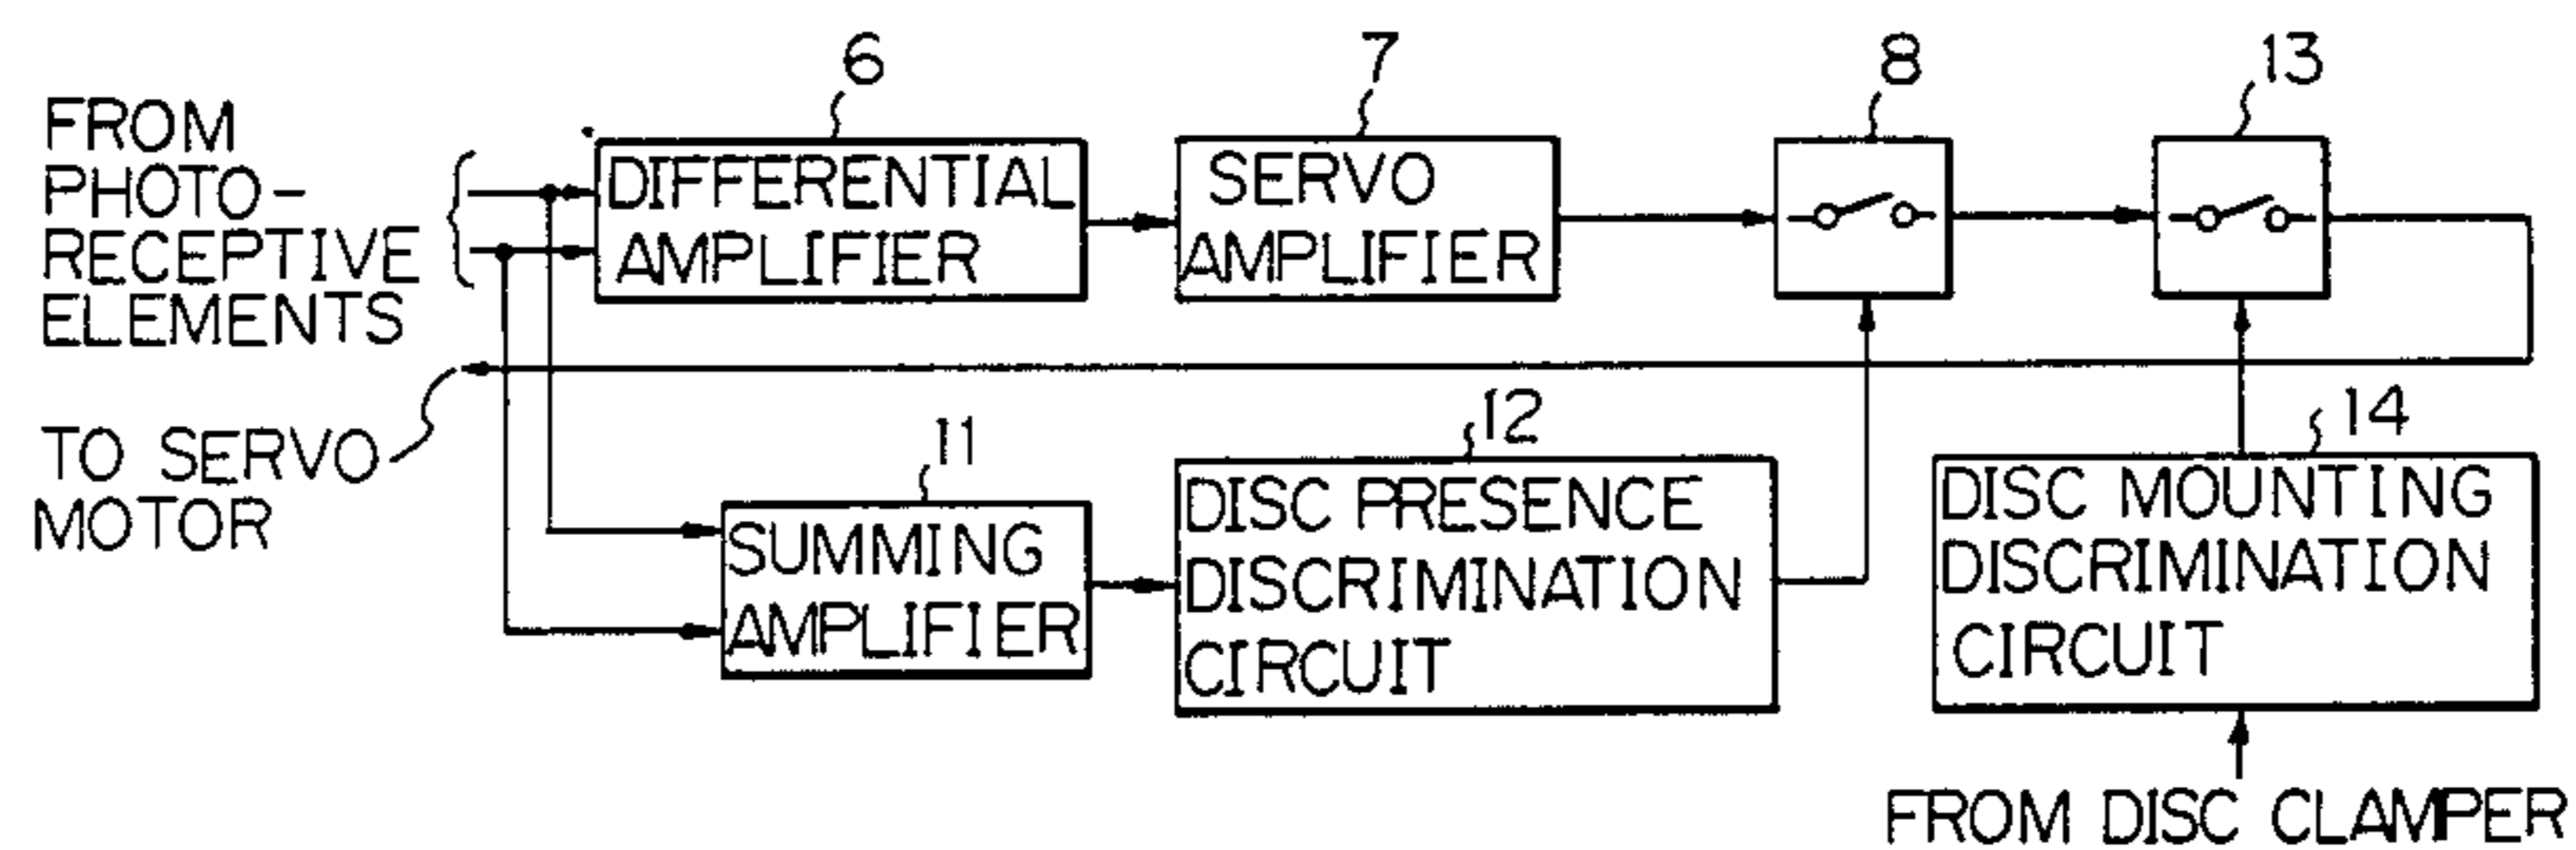 6
7
8
13
FROM
PHOTO-
RECEPTIVE
ELEMENTS
DIFFERENTIAL
AMPLIFIER
SERVO
AMPLIFIER
TO SERVO
MOTOR
11
12
14
SUMMING
AMPLIFIER
DISC PRESENCE
DISCRIMINATION
CIRCUIT
DISC MOUNTING
DISCRIMINATION
CIRCUIT
FROM DISC CLAMPER